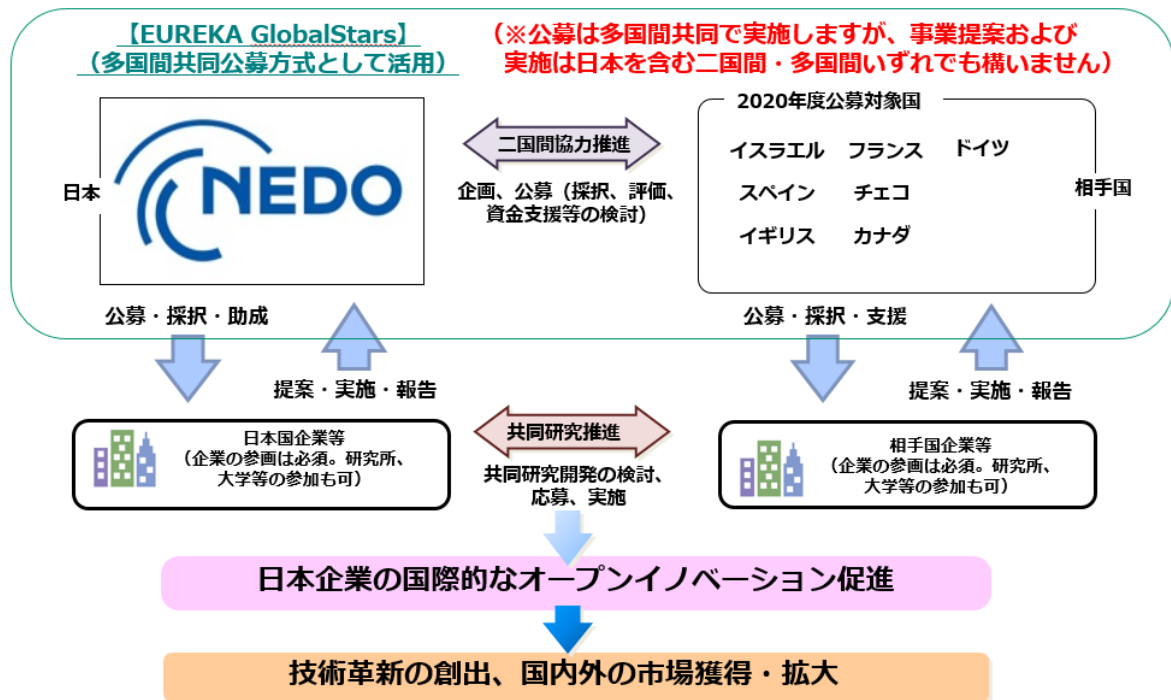 【EUREKA GlobalStars】
（多国間共同公募方式として活用）
（※公募は多国間共同で実施しますが、事業提案および
実施は日本を含む二国間・多国間いずれでも構いません）
日本
NEDO
二国間協力推進
企画、公募（採択、評価、
資金支援等の検討）
2020年度公募対象国
イスラエル フランス ドイツ
スペイン チェコ
イギリス カナダ
相手国
公募・採択・助成
提案・実施・報告
公募・採択・支援
提案・実施・報告
日本国企業等
（企業の参画は必須。研究所、
大学等の参加も可）
共同研究推進
共同研究開発の検討、
応募、実施
相手国企業等
（企業の参画は必須。研究所、
大学等の参加も可）
日本企業の国際的なオープンイノベーション促進
技術革新の創出、国内外の市場獲得・拡大